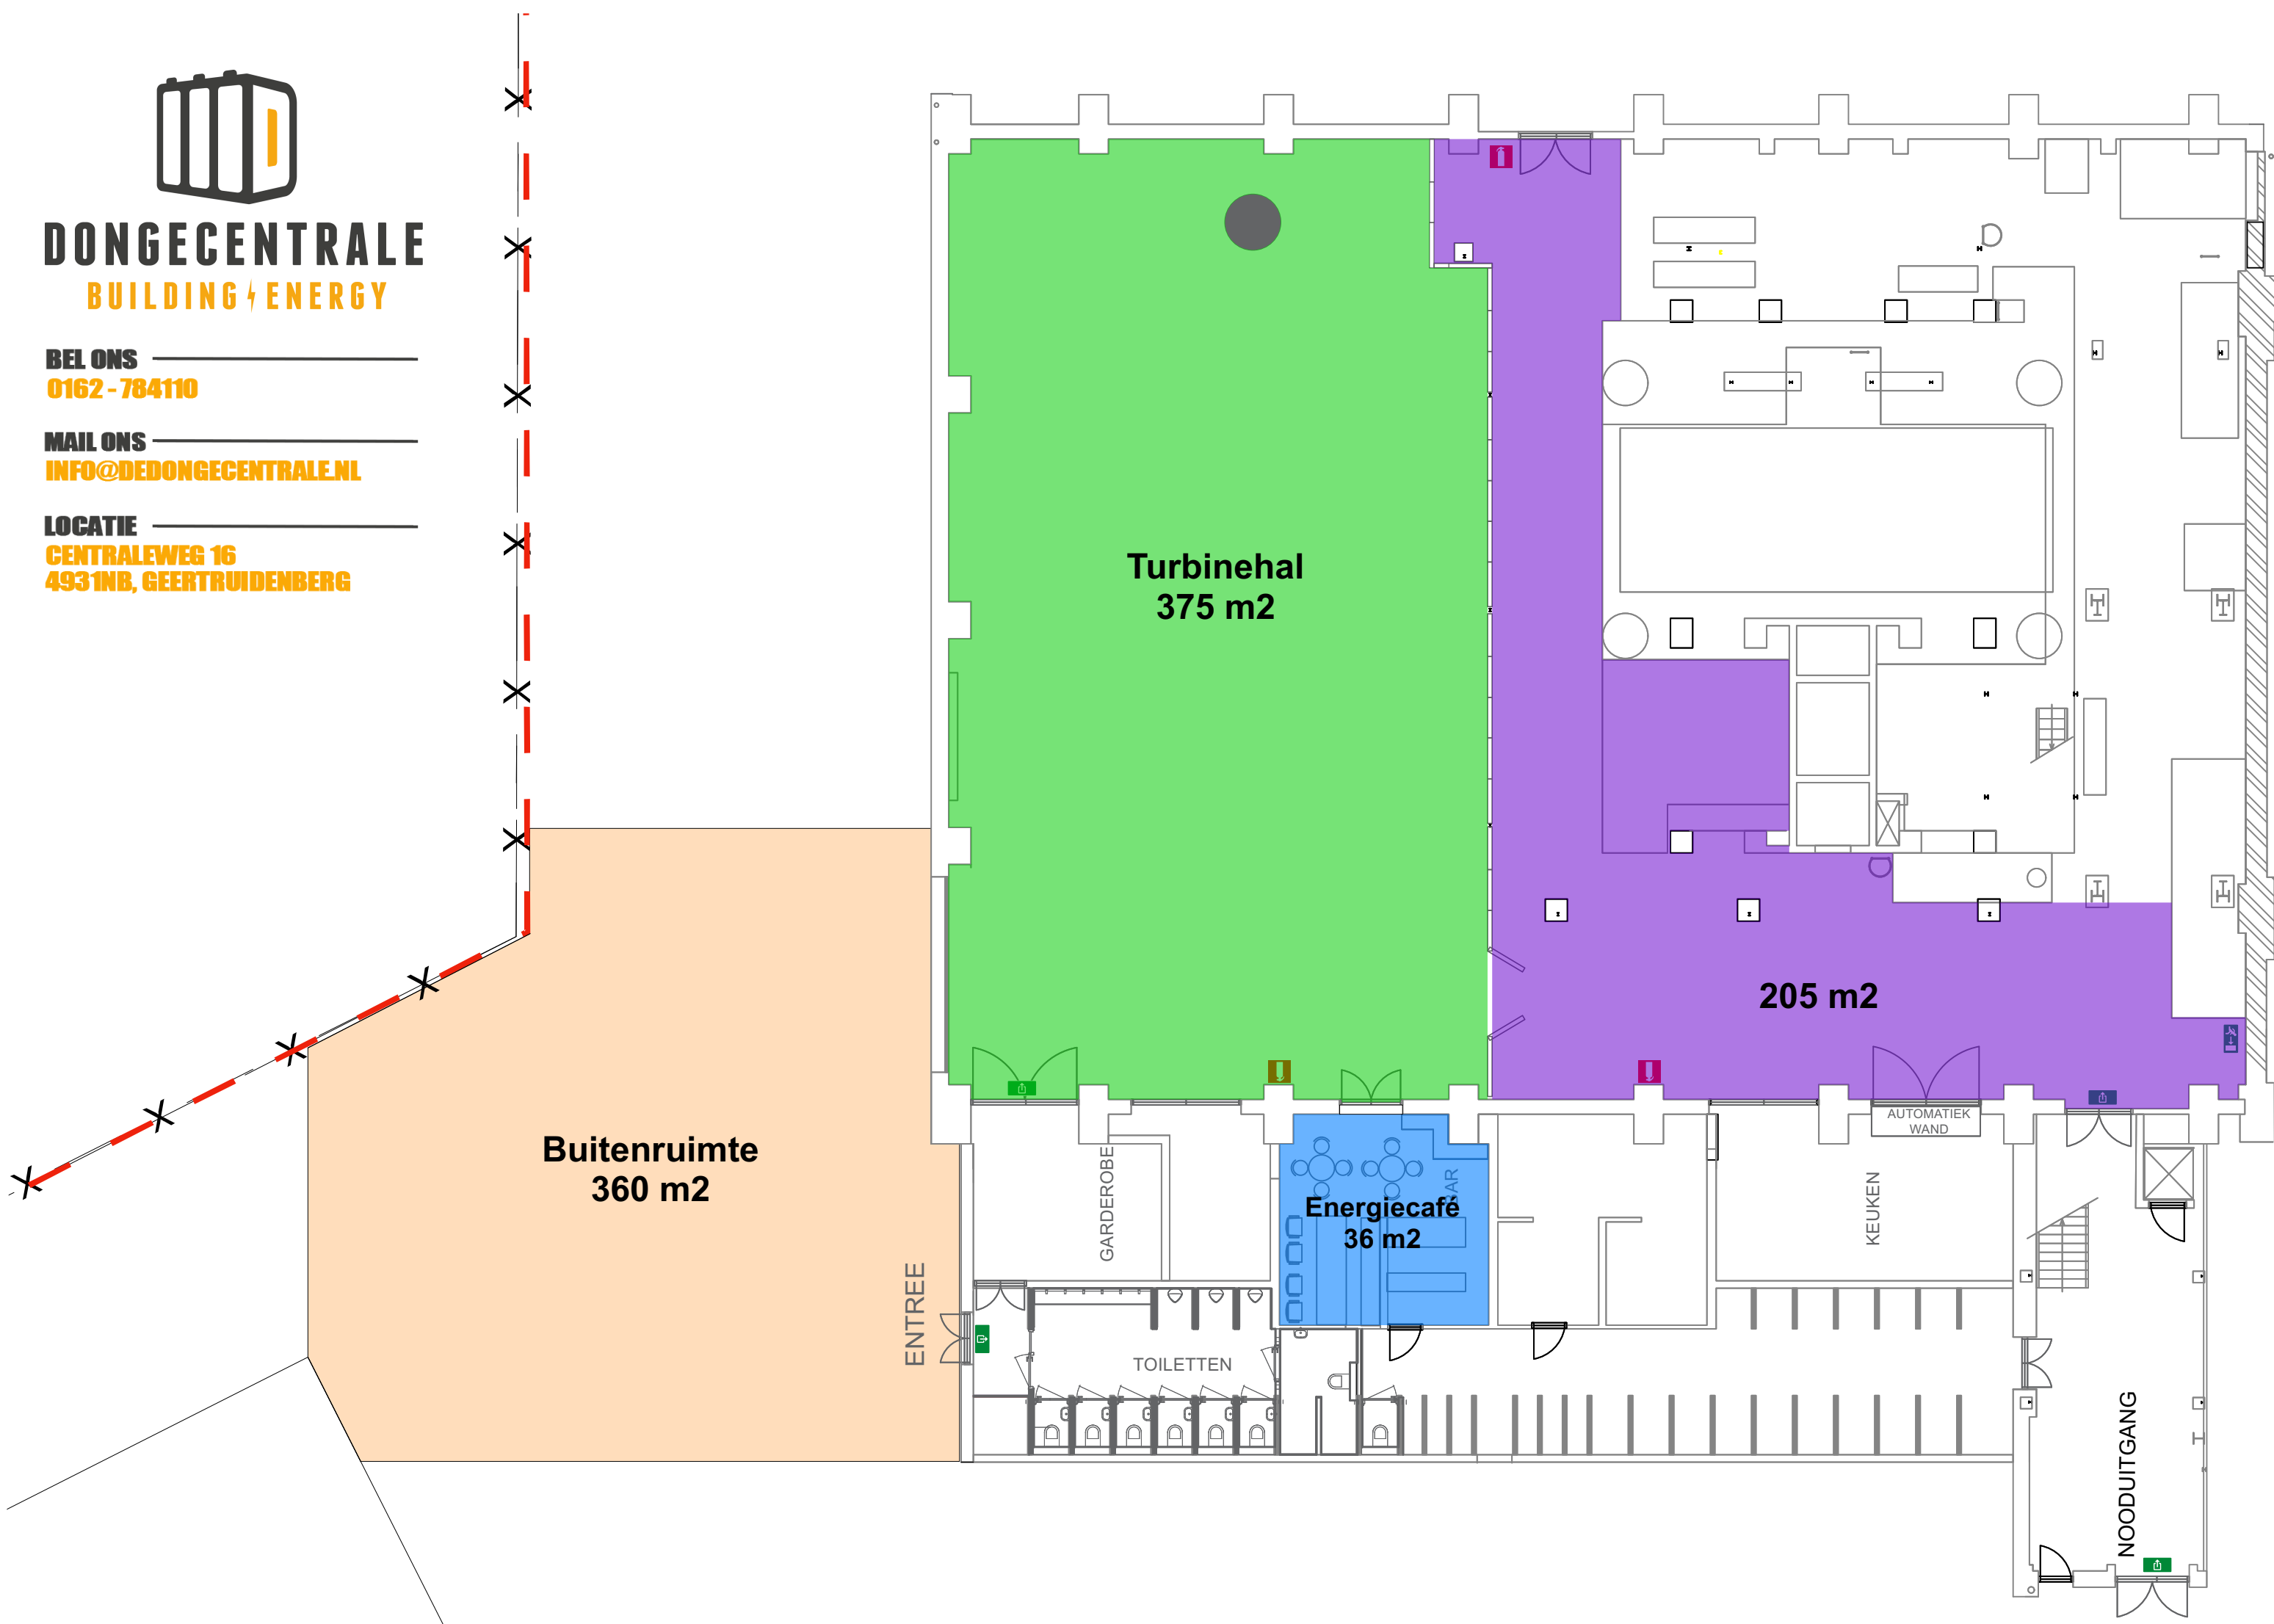 DONGECENTRALE
BUILDING ENERGY
BEL ONS
0162 - 784110
MAIL ONS
INFO@DEDONGECENTRALE.NL
LOCATIE
CENTRALEWEG 16
4931NB, GEERTRUIDENBERG
Turbinehal
375 m2
205 m2
Buitenruimte
360 m2
Energiecafé
36 m2
BAR
GARDEROBE
ENTREE
TOILETTEN
AUTOMATIEK
WAND
KEUKEN
NOODUITGANG